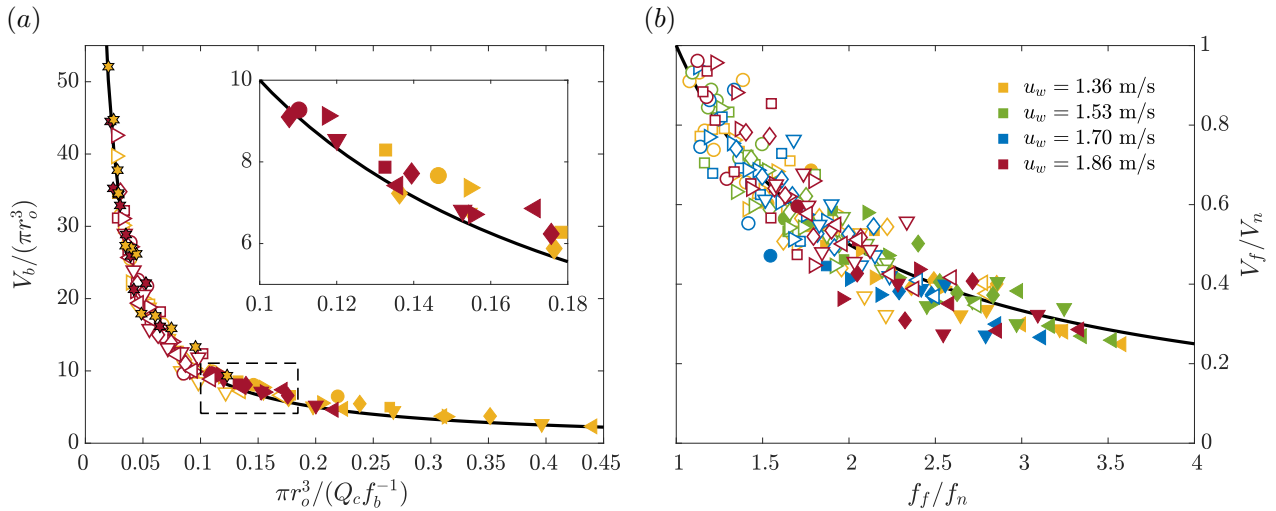 (a)
50
40
30
20
10
0
V_b/(πr_o^3)
0 0.05 0.1 0.15 0.2 0.25 0.3 0.35 0.4 0.45
πr_o^3/(Q_c f_b^{-1})
10
8
6
0.1 0.12 0.14 0.16 0.18
(b)
u_w = 1.36 m/s
u_w = 1.53 m/s
u_w = 1.70 m/s
u_w = 1.86 m/s
1
0.8
0.6
0.4
0.2
0
V_f/V_n
1 1.5 2 2.5 3 3.5 4
f_f/f_n